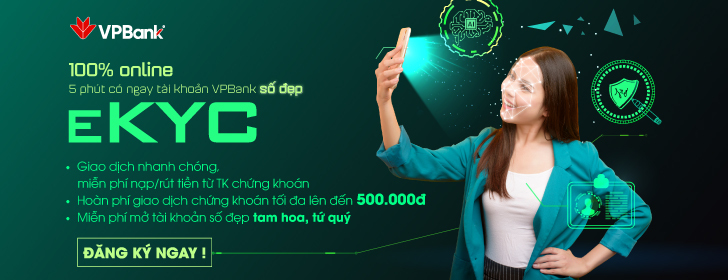 VPBank
100% online
5 phút có ngay tài khoản VPBank số đẹp
eKYC
• Giao dịch nhanh chóng,
miễn phí nạp/rút tiền từ TK chứng khoán
• Hoàn phí giao dịch chứng khoán tối đa lên đến 500.000đ
• Miễn phí mở tài khoản số đẹp tam hoa, tứ quý
ĐĂNG KÝ NGAY !
AI